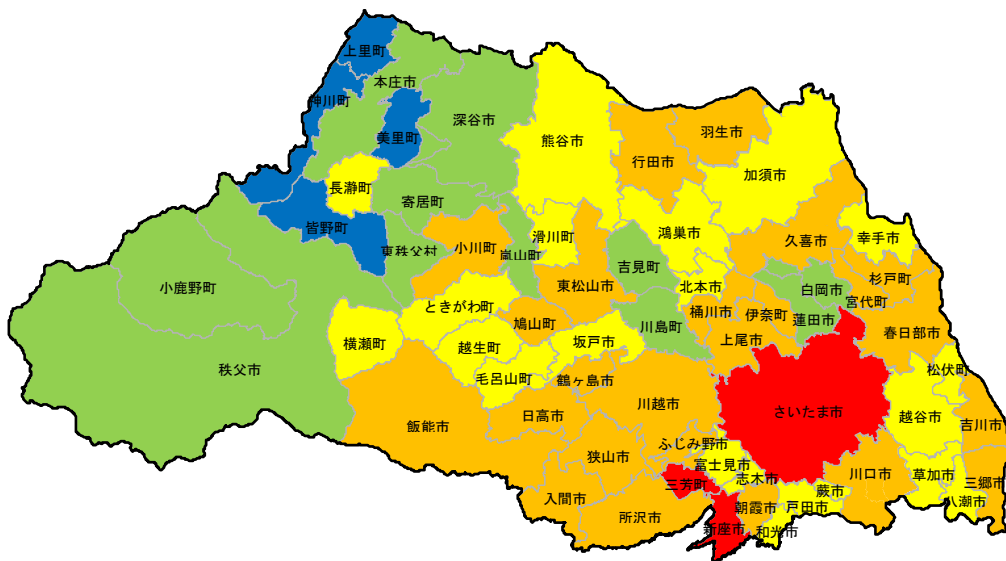 上里町
本庄市
神川町
美里町
深谷市
熊谷市
羽生市
行田市
加須市
長瀞町
寄居町
皆野町
東秩父村
小川町
嵐山町
滑川町
鴻巣市
久喜市
幸手市
吉見町
小鹿野町
東松山市
北本市
白岡市
杉戸町
宮代町
ときがわ町
鳩山町
川島町
桶川市
伊奈町
蓮田市
春日部市
横瀬町
越生町
坂戸市
上尾市
秩父市
毛呂山町
鶴ヶ島市
松伏町
飯能市
日高市
川越市
さいたま市
越谷市
吉川市
ふじみ野市
狭山市
富士見市
志木市
川口市
草加市
三郷市
三芳町
蕨市
入間市
所沢市
朝霞市
戸田市
八潮市
新座市
和光市